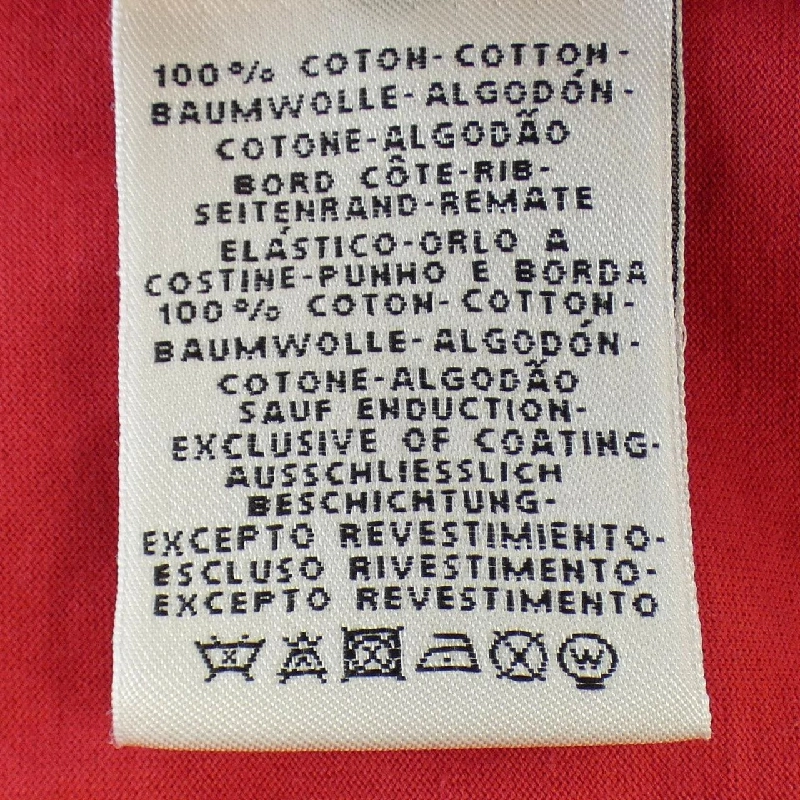 100% COTON-COTTON-
BAUMWOLLE-ALGODÓN-
COTONE-ALGODÃO
BORD CÔTE-RIB-
SEITENRAND-REMATE
ELÁSTICO-ORLO A
COSTINE-PUNHO E BORDA
100% COTON-COTTON-
BAUMWOLLE-ALGODÓN-
COTONE-ALGODÃO
SAUF ENDUCTION-
EXCLUSIVE OF COATING-
AUSSCHLIESSLICH
BESCHICHTUNG-
EXCEPTO REVESTIMIENTO-
ESCLUSO RIVESTIMENTO-
EXCEPTO REVESTIMENTO
W